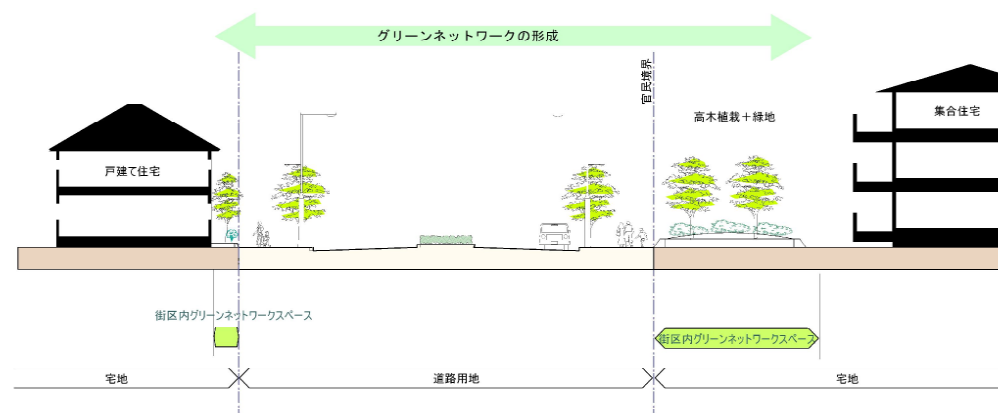 グリーンネットワークの形成
官民境界
高木植栽＋緑地
集合住宅
戸建て住宅
街区内グリーンネットワークスペース
街区内グリーンネットワークスペース
宅地
道路用地
宅地